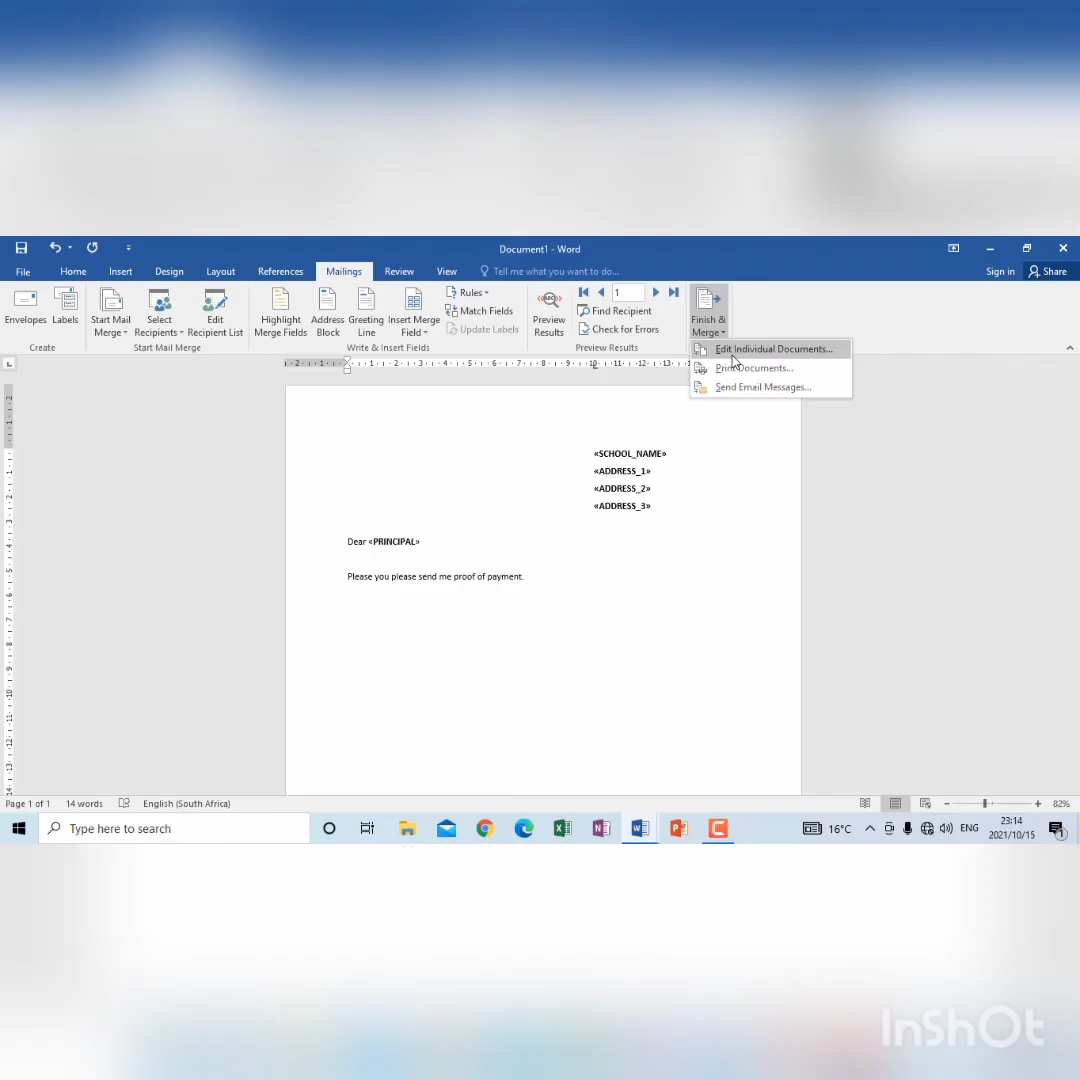 Document1 - Word
File Home Insert Design Layout References Mailings Review View Tell me what you want to do... Sign in Share
Envelopes Labels
Create
Start Mail Merge Select Recipients Edit Recipient List
Start Mail Merge
Highlight Merge Fields Address Block Greeting Line Insert Merge Field
Rules
Match Fields
Update Labels
Write & Insert Fields
Preview Results
1
Find Recipient
Check for Errors
Preview Results
Finish & Merge
Edit Individual Documents...
Print Documents...
Send Email Messages...
«SCHOOL_NAME»
«ADDRESS_1»
«ADDRESS_2»
«ADDRESS_3»
Dear «PRINCIPAL»
Please you please send me proof of payment.
Page 1 of 1 14 words English (South Africa) 82%
Type here to search
16°C ENG 23:14
2021/10/15
InShOt